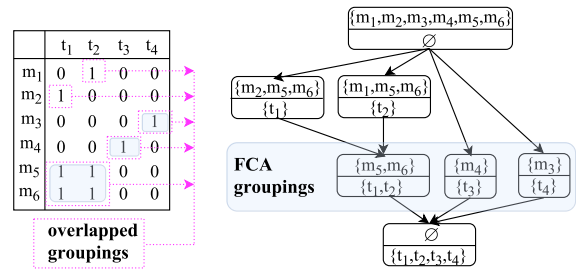 t₁ t₂ t₃ t₄
m₁ 0 1 0 0
m₂ 1 0 0 0
m₃ 0 0 0 1
m₄ 0 0 1 0
m₅ 1 1 0 0
m₆ 1 1 0 0
overlapped
groupings
{m₁,m₂,m₃,m₄,m₅,m₆}
∅
{m₂,m₅,m₆}
{t₁}
{m₁,m₅,m₆}
{t₂}
FCA
groupings
{m₅,m₆}
{t₁,t₂}
{m₄}
{t₃}
{m₃}
{t₄}
∅
{t₁,t₂,t₃,t₄}